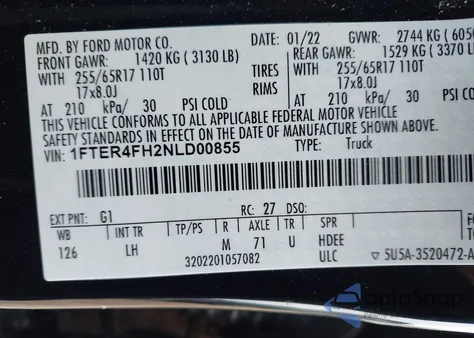 MFD. BY FORD MOTOR CO.
DATE: 01/22 GVWR: 2744 KG (6050
FRONT GAWR: 1420 KG (3130 LB) REAR GAWR: 1529 KG (3370 LB
WITH 255/65R17 110T TIRES WITH 255/65R17 110T
17x8.0J RIMS 17x8.0J
AT 210 kPa/ 30 PSI COLD AT 210 kPa/ 30 PSI COLD
THIS VEHICLE CONFORMS TO ALL APPLICABLE FEDERAL MOTOR VEHICLE
SAFETY STANDARDS IN EFFECT ON THE DATE OF MANUFACTURE SHOWN ABOVE.
VIN: 1FTER4FH2NLD00855 TYPE: Truck
EXT PNT: G1 RC: 27 DSO:
WB INT TR TP/PS R AXLE TR SPR
126 LH M 71 U HDEE
3202201057082 ULC ▽ 5U5A-3520472-A
AutoSnap